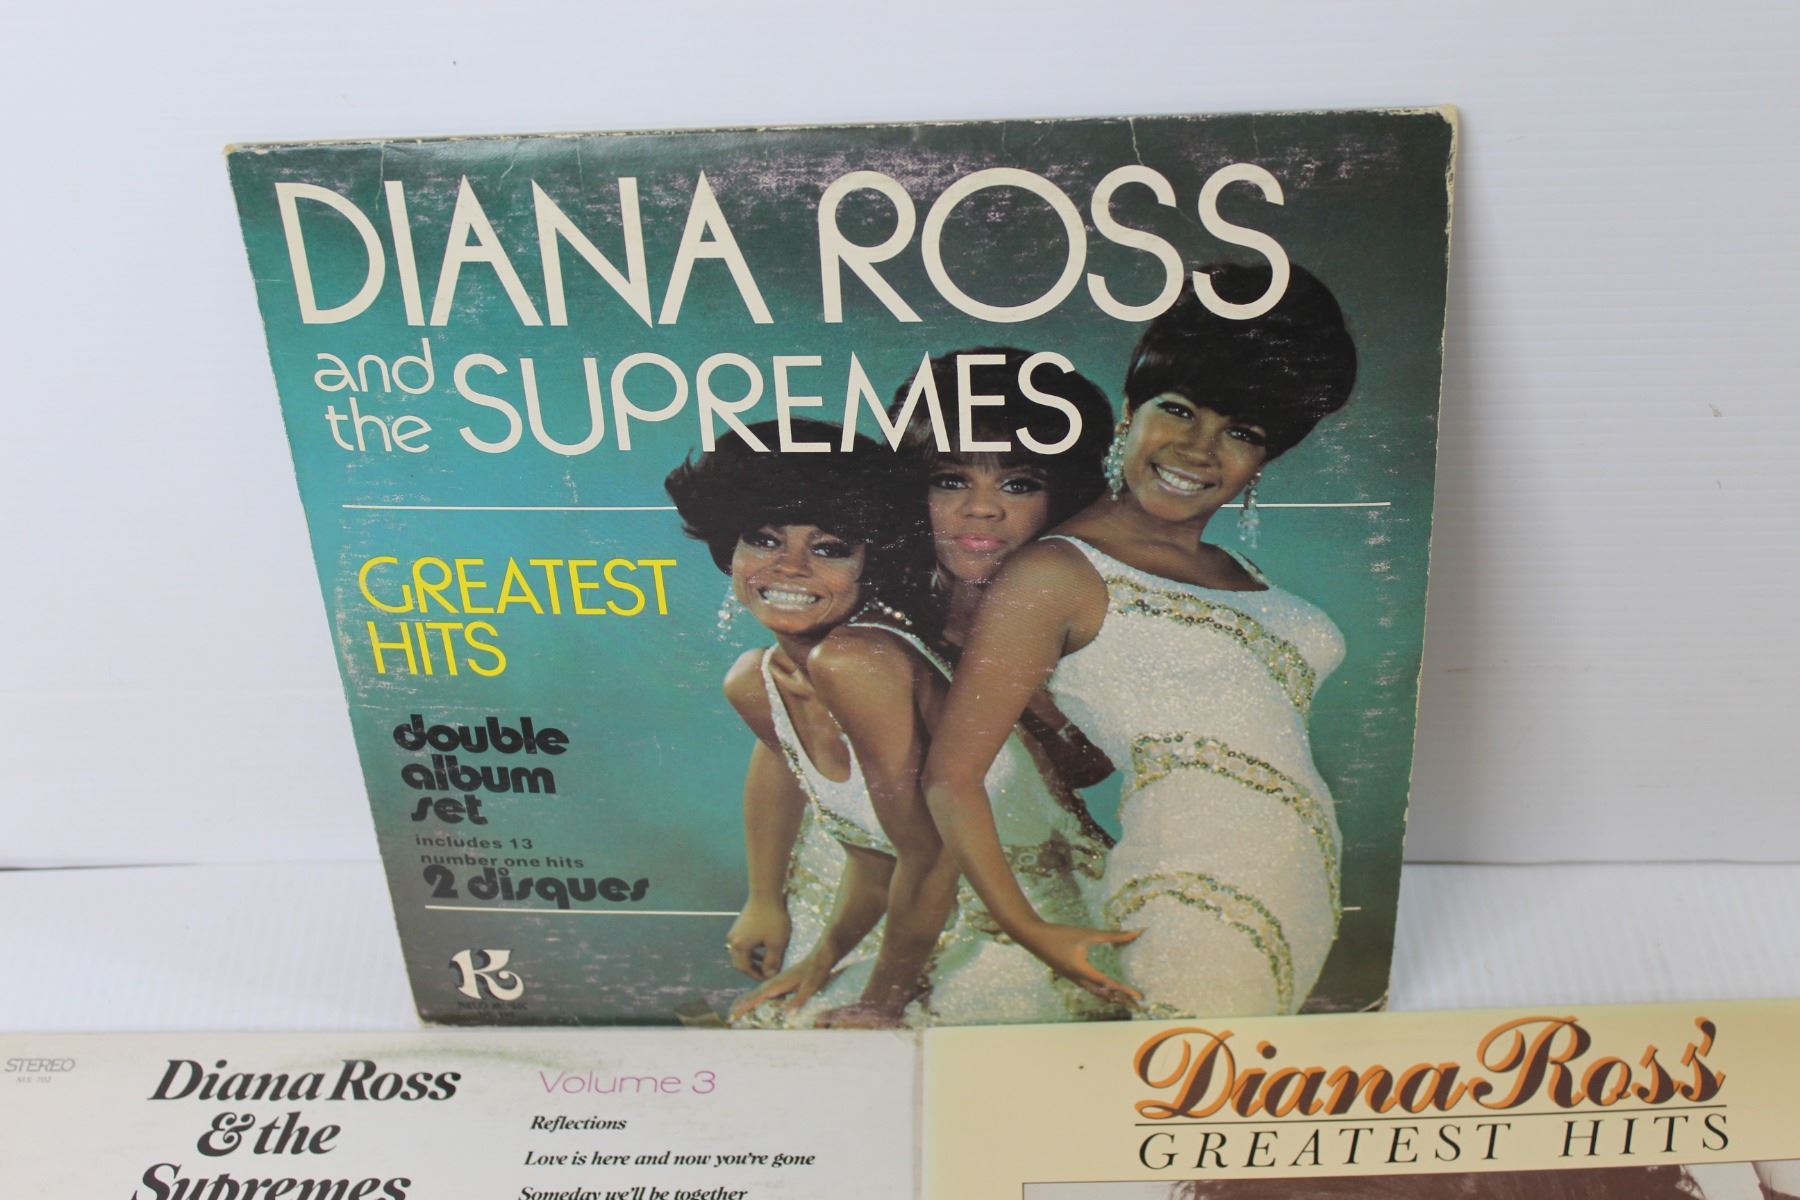 DIANA ROSS
and the SUPREMES
GREATEST
HITS
double
album
set
includes 13
number one hits
2 disques
K
STEREO
Diana Ross
& the
Supremes
Volume 3
Reflections
Love is here and now you're gone
Someday we'll be together
Diana Ross'
GREATEST HITS